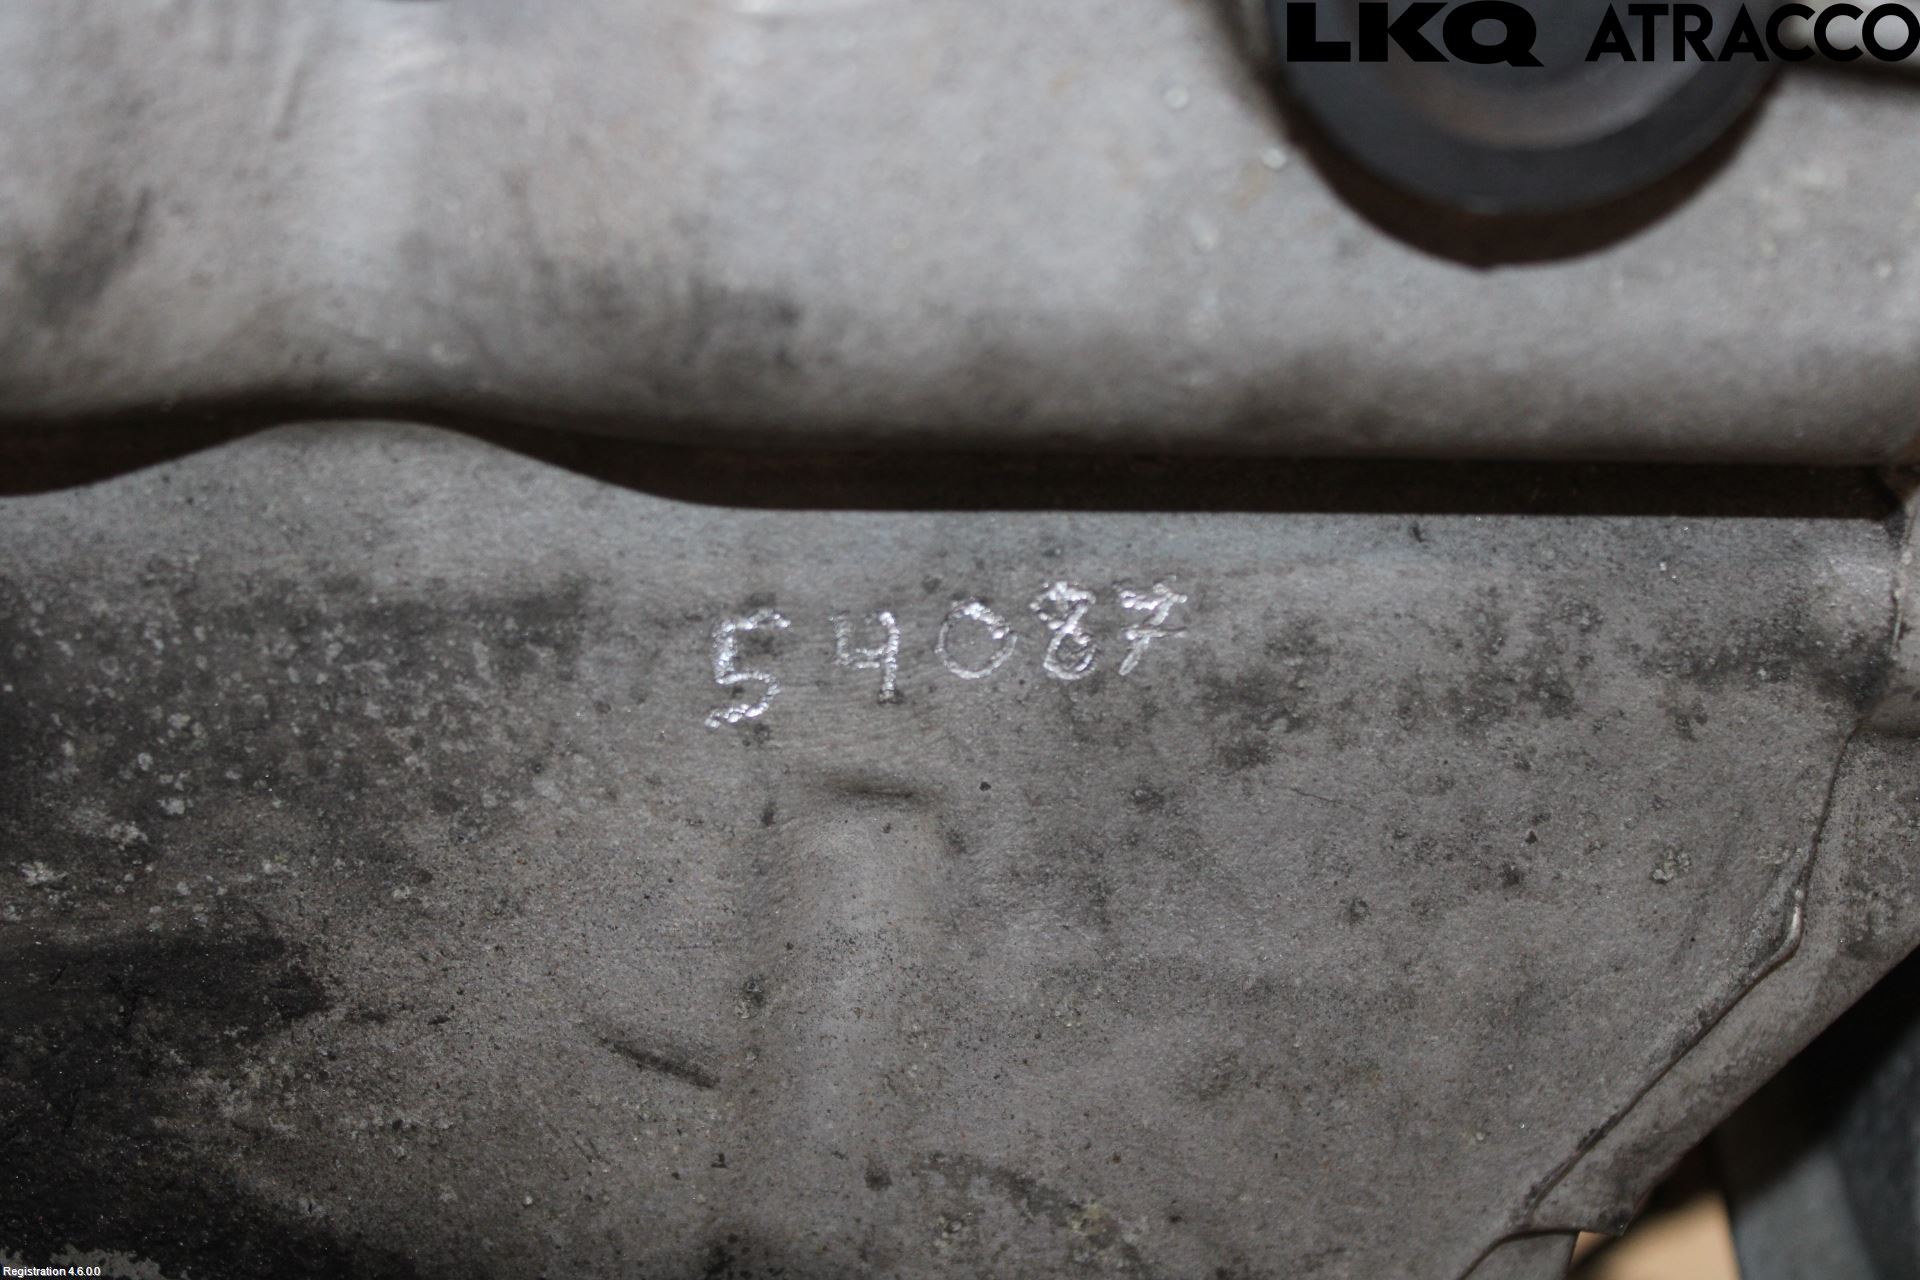 LKQ ATRACCO
54087
Registration 4.6.0.0